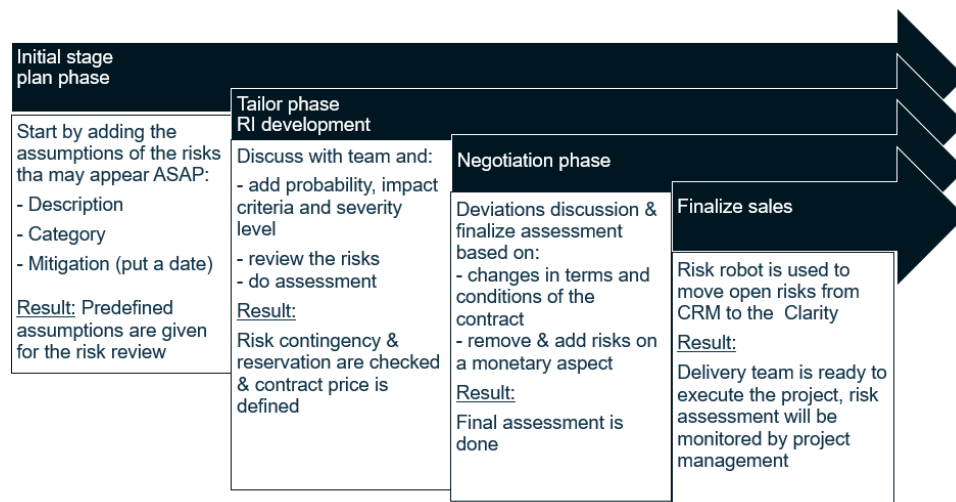 Initial stage
plan phase
Start by adding the
assumptions of the risks
tha may appear ASAP:
- Description
- Category
- Mitigation (put a date)
Result: Predefined
assumptions are given
for the risk review
Tailor phase
RI development
Discuss with team and:
- add probability, impact
criteria and severity
level
- review the risks
- do assessment
Result:
Risk contingency &
reservation are checked
& contract price is
defined
Negotiation phase
Deviations discussion &
finalize assessment
based on:
- changes in terms and
conditions of the
contract
- remove & add risks on
a monetary aspect
Result:
Final assessment is
done
Finalize sales
Risk robot is used to
move open risks from
CRM to the  Clarity
Result:
Delivery team is ready to
execute the project, risk
assessment will be
monitored by project
management